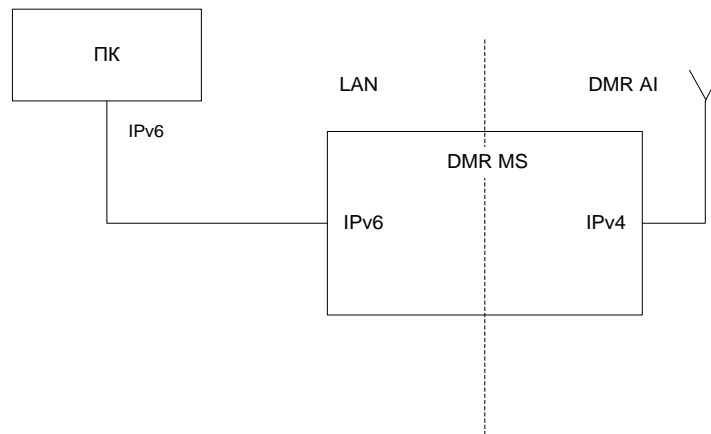 ПК
LAN
DMR AI
IPv6
DMR MS
IPv6
IPv4